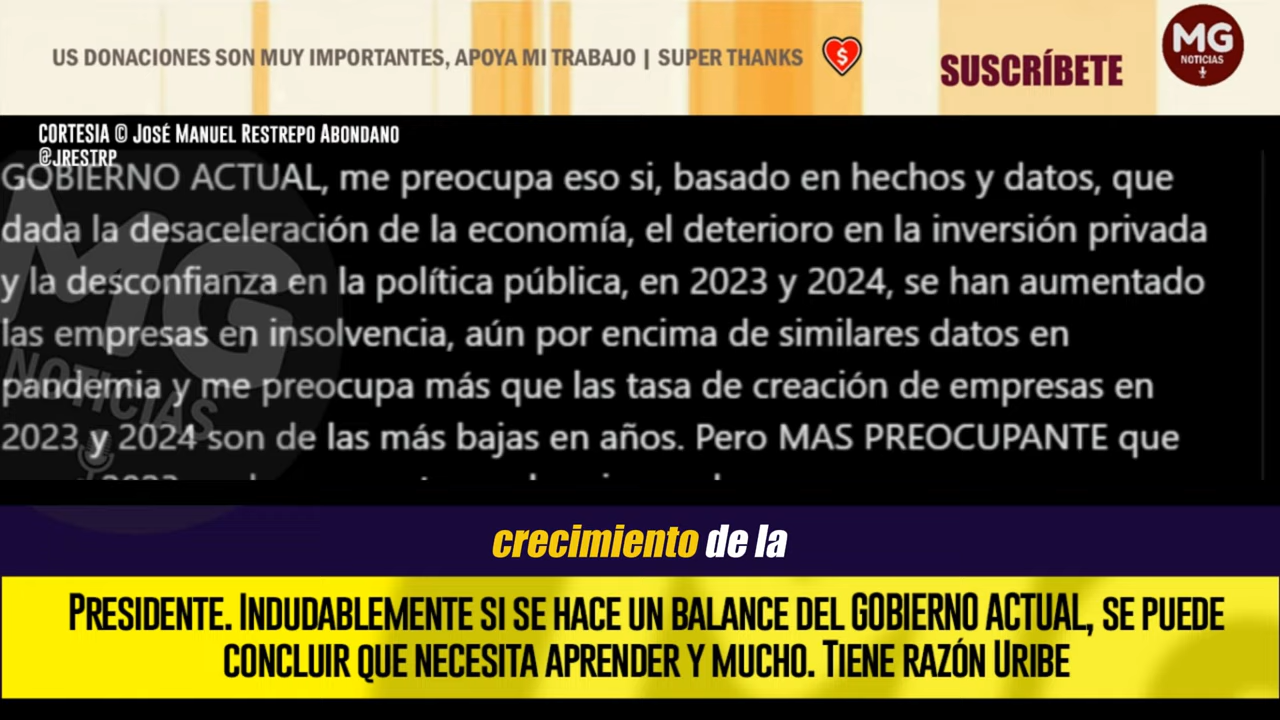 US DONACIONES SON MUY IMPORTANTES, APOYA MI TRABAJO | SUPER THANKS
SUSCRÍBETE
MG
NOTICIAS
CORTESIA © JOSÉ MANUEL RESTREPO ABONDANO
@JRESTRP
GOBIERNO ACTUAL, me preocupa eso si, basado en hechos y datos, que
dada la desaceleración de la economía, el deterioro en la inversión privada
y la desconfianza en la política pública, en 2023 y 2024, se han aumentado
las empresas en insolvencia, aún por encima de similares datos en
pandemia y me preocupa más que las tasa de creación de empresas en
2023 y 2024 son de las más bajas en años. Pero MAS PREOCUPANTE que
MG
NOTICIAS
crecimiento de la
PRESIDENTE. INDUDABLEMENTE SI SE HACE UN BALANCE DEL GOBIERNO ACTUAL, SE PUEDE
CONCLUIR QUE NECESITA APRENDER Y MUCHO. TIENE RAZÓN URIBE